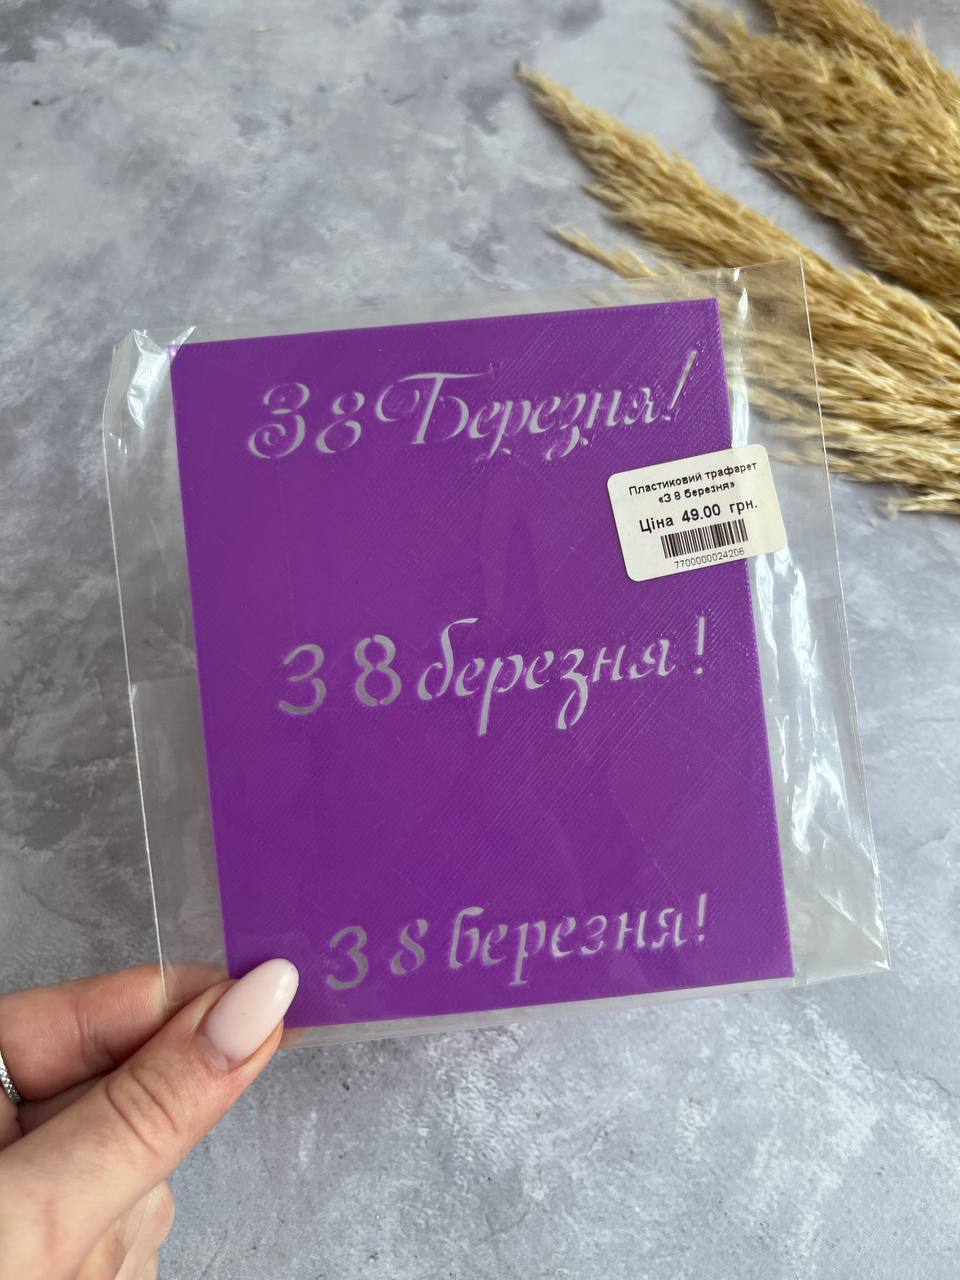 З 8 Березня!
Пластиковий трафарет
«З 8 березня»
Ціна 49.00 грн.
7700000024206
З 8 березня!
З 8 березня!